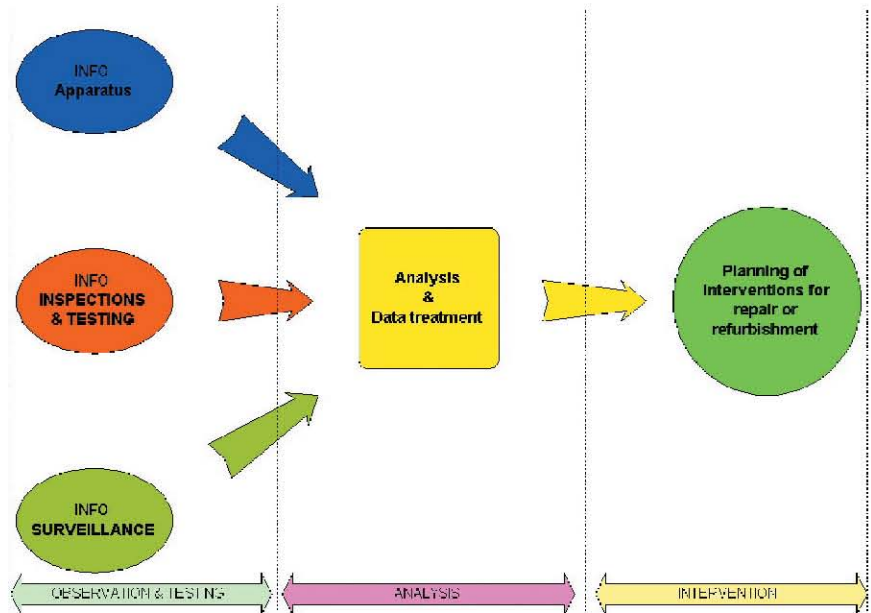 INFO
Apparatus
INFO
INSPECTIONS
& TESTING
INFO
SURVEILLANCE
Analysis
&
Data treatment
Planning of
interventions for
repair or
refurbishment
OBSERVATION & TESTING
ANALYSIS
INTERVENTION